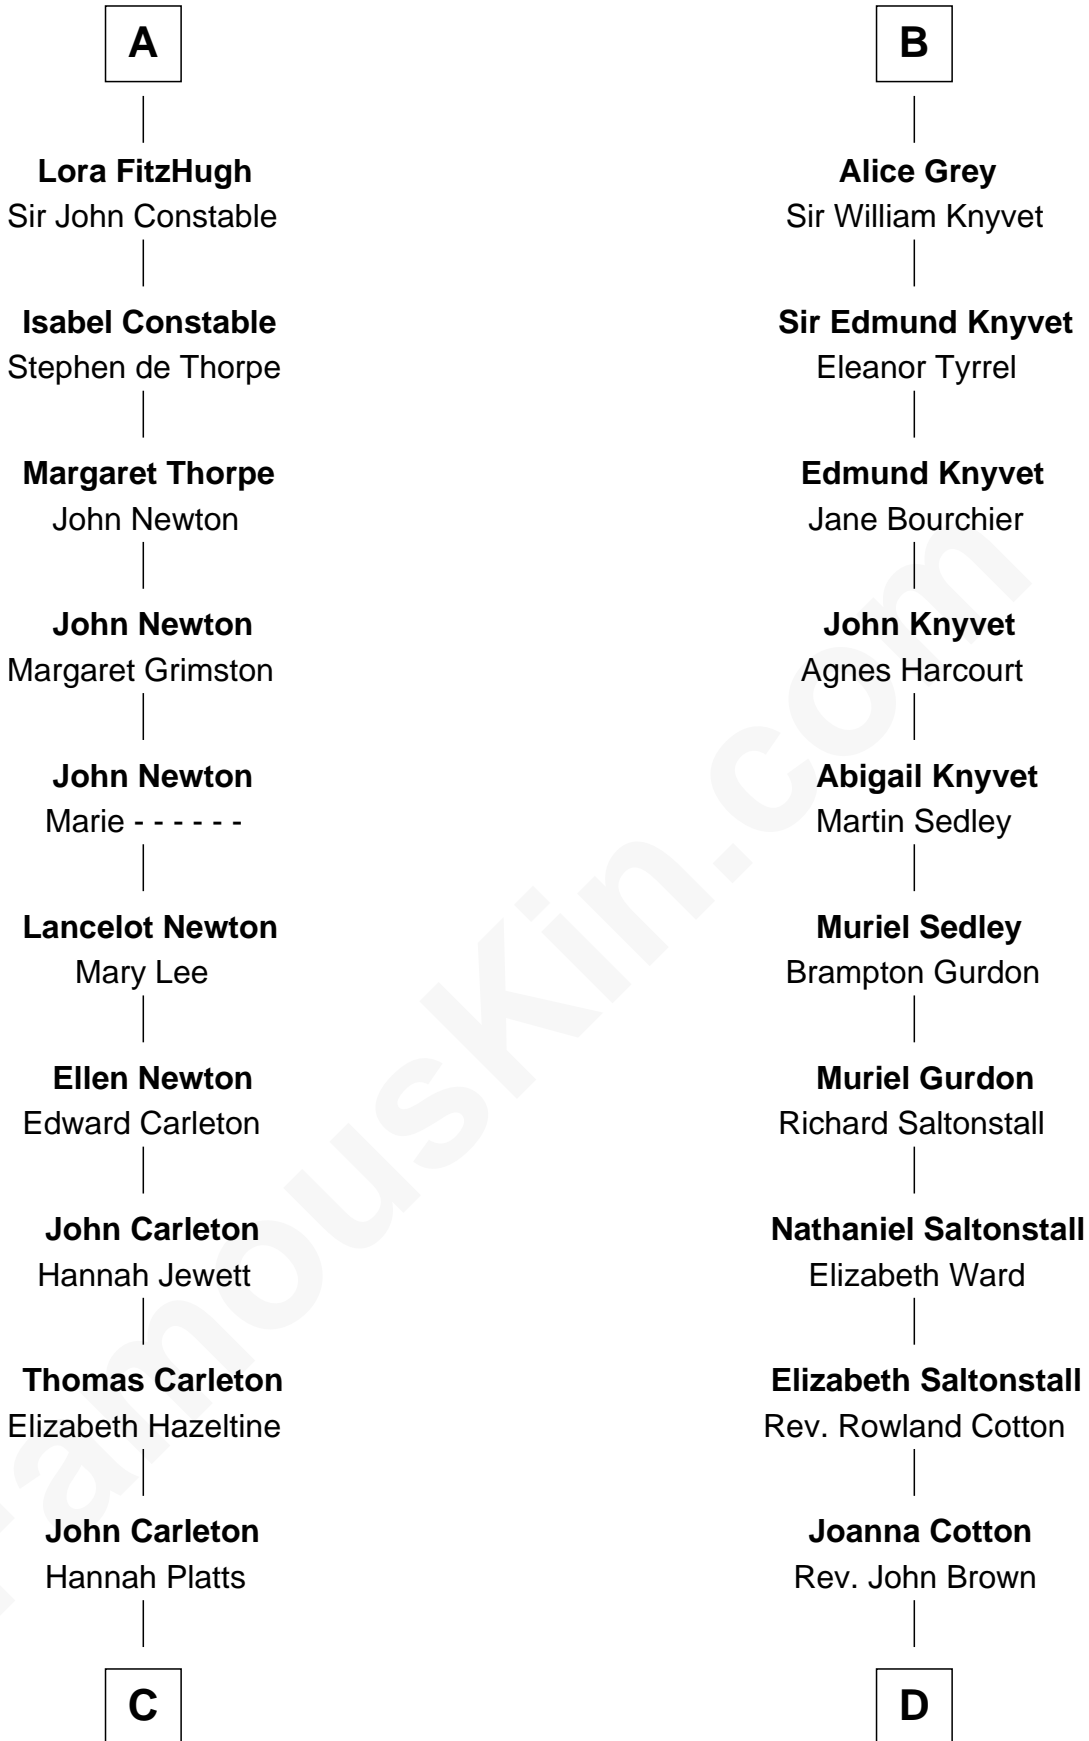 A
Lora FitzHugh
Sir John Constable
Isabel Constable
Stephen de Thorpe
Margaret Thorpe
John Newton
John Newton
Margaret Grimston
John Newton
Marie - - - - - -
Lancelot Newton
Mary Lee
Ellen Newton
Edward Carleton
John Carleton
Hannah Jewett
Thomas Carleton
Elizabeth Hazeltine
John Carleton
Hannah Platts
C
B
Alice Grey
Sir William Knyvet
Sir Edmund Knyvet
Eleanor Tyrrel
Edmund Knyvet
Jane Bourchier
John Knyvet
Agnes Harcourt
Abigail Knyvet
Martin Sedley
Muriel Sedley
Brampton Gurdon
Muriel Gurdon
Richard Saltonstall
Nathaniel Saltonstall
Elizabeth Ward
Elizabeth Saltonstall
Rev. Rowland Cotton
Joanna Cotton
Rev. John Brown
D
FamousKin.com